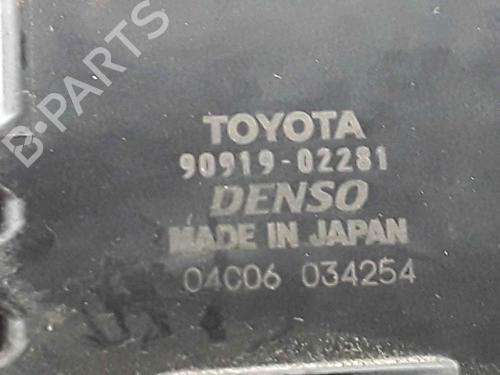 B-PARTS
TOYOTA
90919-02281
DENSO
MADE IN JAPAN
04C06 034254